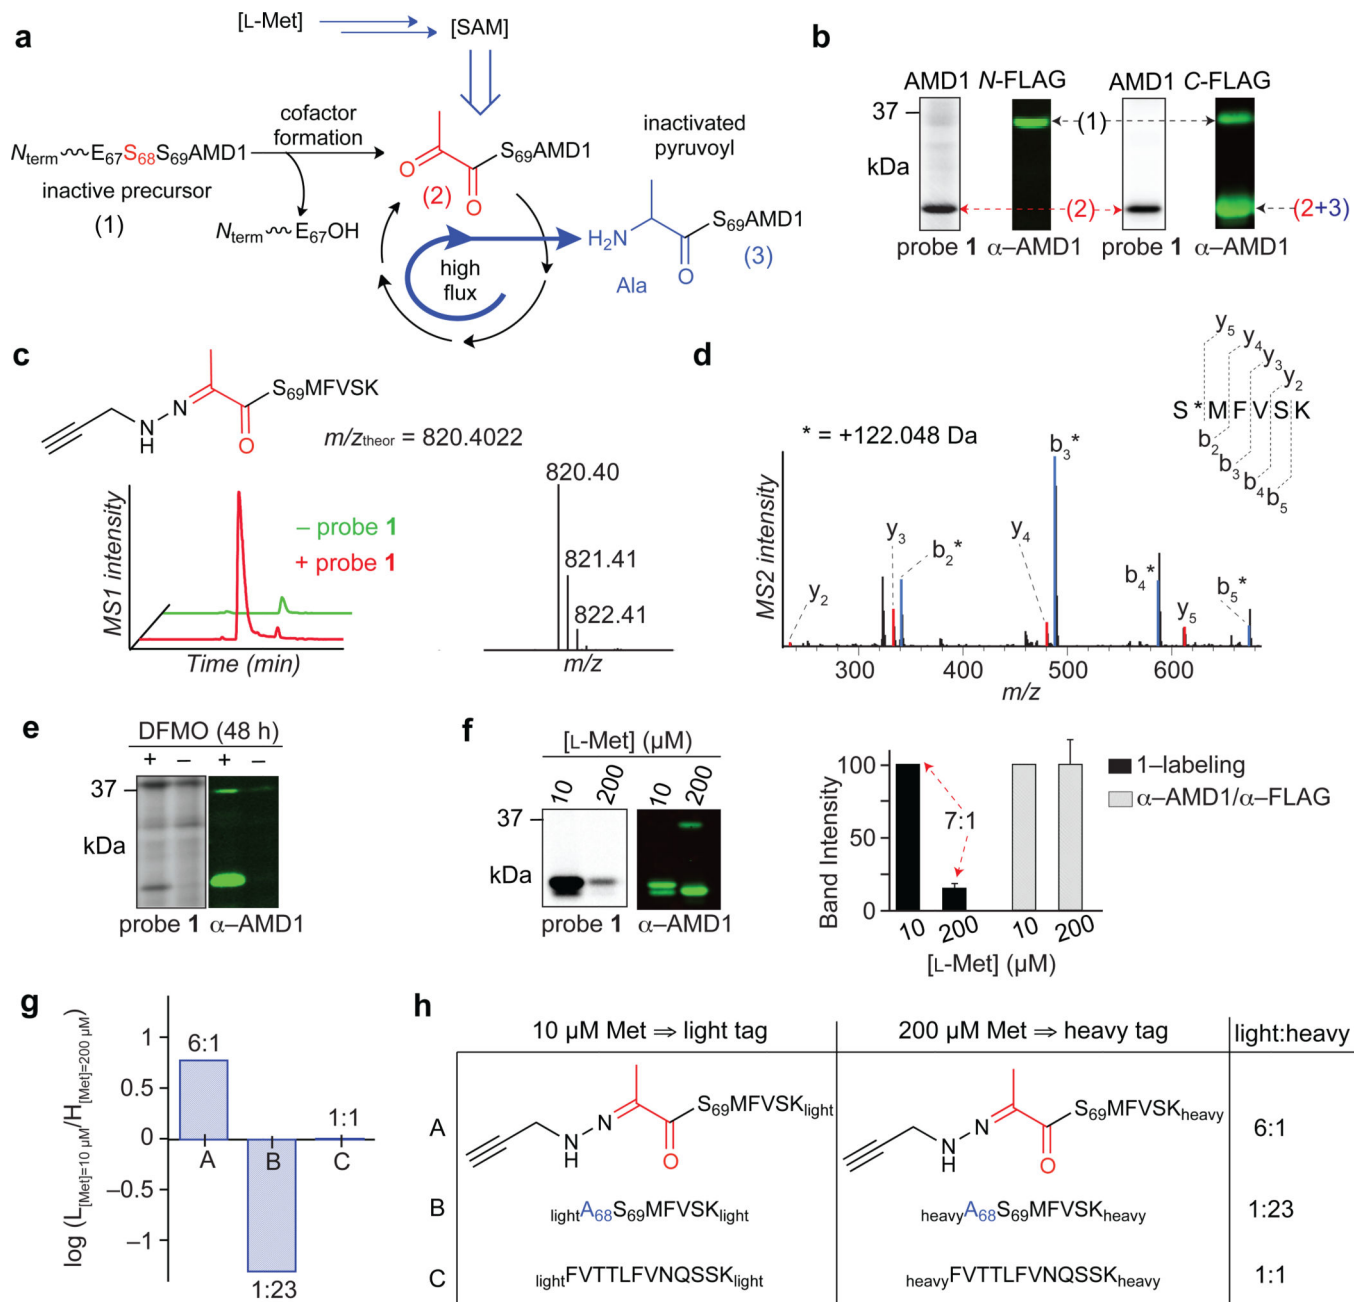 a
[L-Met]
[SAM]
cofactor
formation
Nterm E67S68S69AMD1
inactive precursor
(1)
Nterm E67OH
O
O
S69AMD1
(2)
high
flux
inactivated
pyruvoyl
H2N
O
S69AMD1
Ala
(3)
b
AMD1 N-FLAG AMD1 C-FLAG
37
kDa
(1)
(2)
(2+3)
probe 1 α–AMD1 probe 1 α–AMD1
c
N
H
N
O
S69MFVSK
m/ztheor = 820.4022
– probe 1
+ probe 1
MS1 intensity
Time (min)
820.40
821.41
822.41
m/z
d
* = +122.048 Da
y5
y4
y3
y2
S*MFVSK
b2
b3
b4
b5
MS2 intensity
y2
y3
b2*
y4
b3*
b4*
y5
b5*
300 400 500 600
m/z
e
DFMO (48 h)
+ – + –
37
kDa
probe 1 α–AMD1
f
[L-Met] (µM)
10 200 10 200
37
kDa
probe 1 α–AMD1
Band Intensity
100
50
0
7:1
10 200 10 200
[L-Met] (µM)
1–labeling
α–AMD1/α–FLAG
g
log (L[Met]=10 µM/H[Met]=200 µM)
1
0.5
0
–0.5
–1
6:1
1:23
1:1
A
B
C
h
10 µM Met ⇒ light tag 200 µM Met ⇒ heavy tag light:heavy
A
N
H
N
O
S69MFVSKlight
N
H
N
O
S69MFVSKheavy
6:1
B lightA68S69MFVSKlight heavyA68S69MFVSKheavy 1:23
C lightFVTTLFVNQSSKlight heavyFVTTLFVNQSSKheavy 1:1